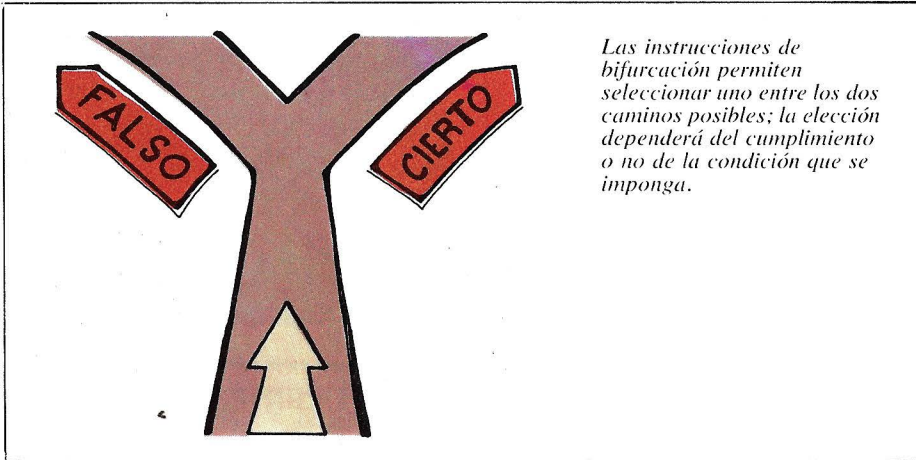 FALSO
CIERTO
Las instrucciones de
bifurcación permiten
seleccionar uno entre los dos
caminos posibles; la elección
dependerá del cumplimiento
o no de la condición que se
imponga.